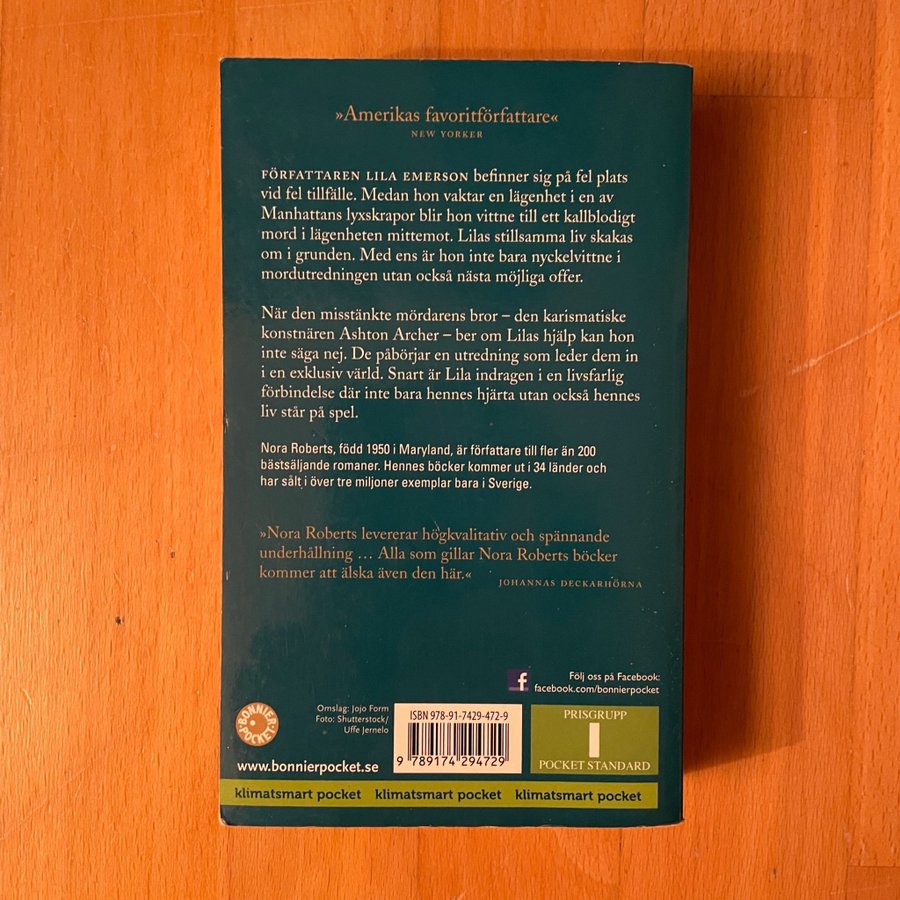 »Amerikas favoritförfattare«
NEW YORKER
FÖRFATTAREN LILA EMERSON befinner sig på fel plats
vid fel tillfälle. Medan hon vaktar en lägenhet i en av
Manhattans lyxskrapor blir hon vittne till ett kallblodigt
mord i lägenheten mittemot. Lilas stillsamma liv skakas
om i grunden. Med ens är hon inte bara nyckelvittne i
mordutredningen utan också nästa möjliga offer.
När den misstänkte mördarens bror – den karismatiske
konstnären Ashton Archer – ber om Lilas hjälp kan hon
inte säga nej. De påbörjar en utredning som leder dem in
i en exklusiv värld. Snart är Lila indragen i en livsfarlig
förbindelse där inte bara hennes hjärta utan också hennes
liv står på spel.
Nora Roberts, född 1950 i Maryland, är författare till fler än 200
bästsäljande romaner. Hennes böcker kommer ut i 34 länder och
har sålt i över tre miljoner exemplar bara i Sverige.
»Nora Roberts levererar högkvalitativ och spännande
underhållning … Alla som gillar Nora Roberts böcker
kommer att älska även den här.«
JOHANNAS DECKARHÖRNA
f
Följ oss på Facebook:
facebook.com/bonnierpocket
BONNIER POCKET
Omslag: Jojo Form
Foto: Shutterstock/
Uffe Jernelo
www.bonnierpocket.se
ISBN 978-91-7429-472-9
9 789174 294729
PRISGRUPP
I
POCKET STANDARD
klimatsmart pocket klimatsmart pocket klimatsmart pocket